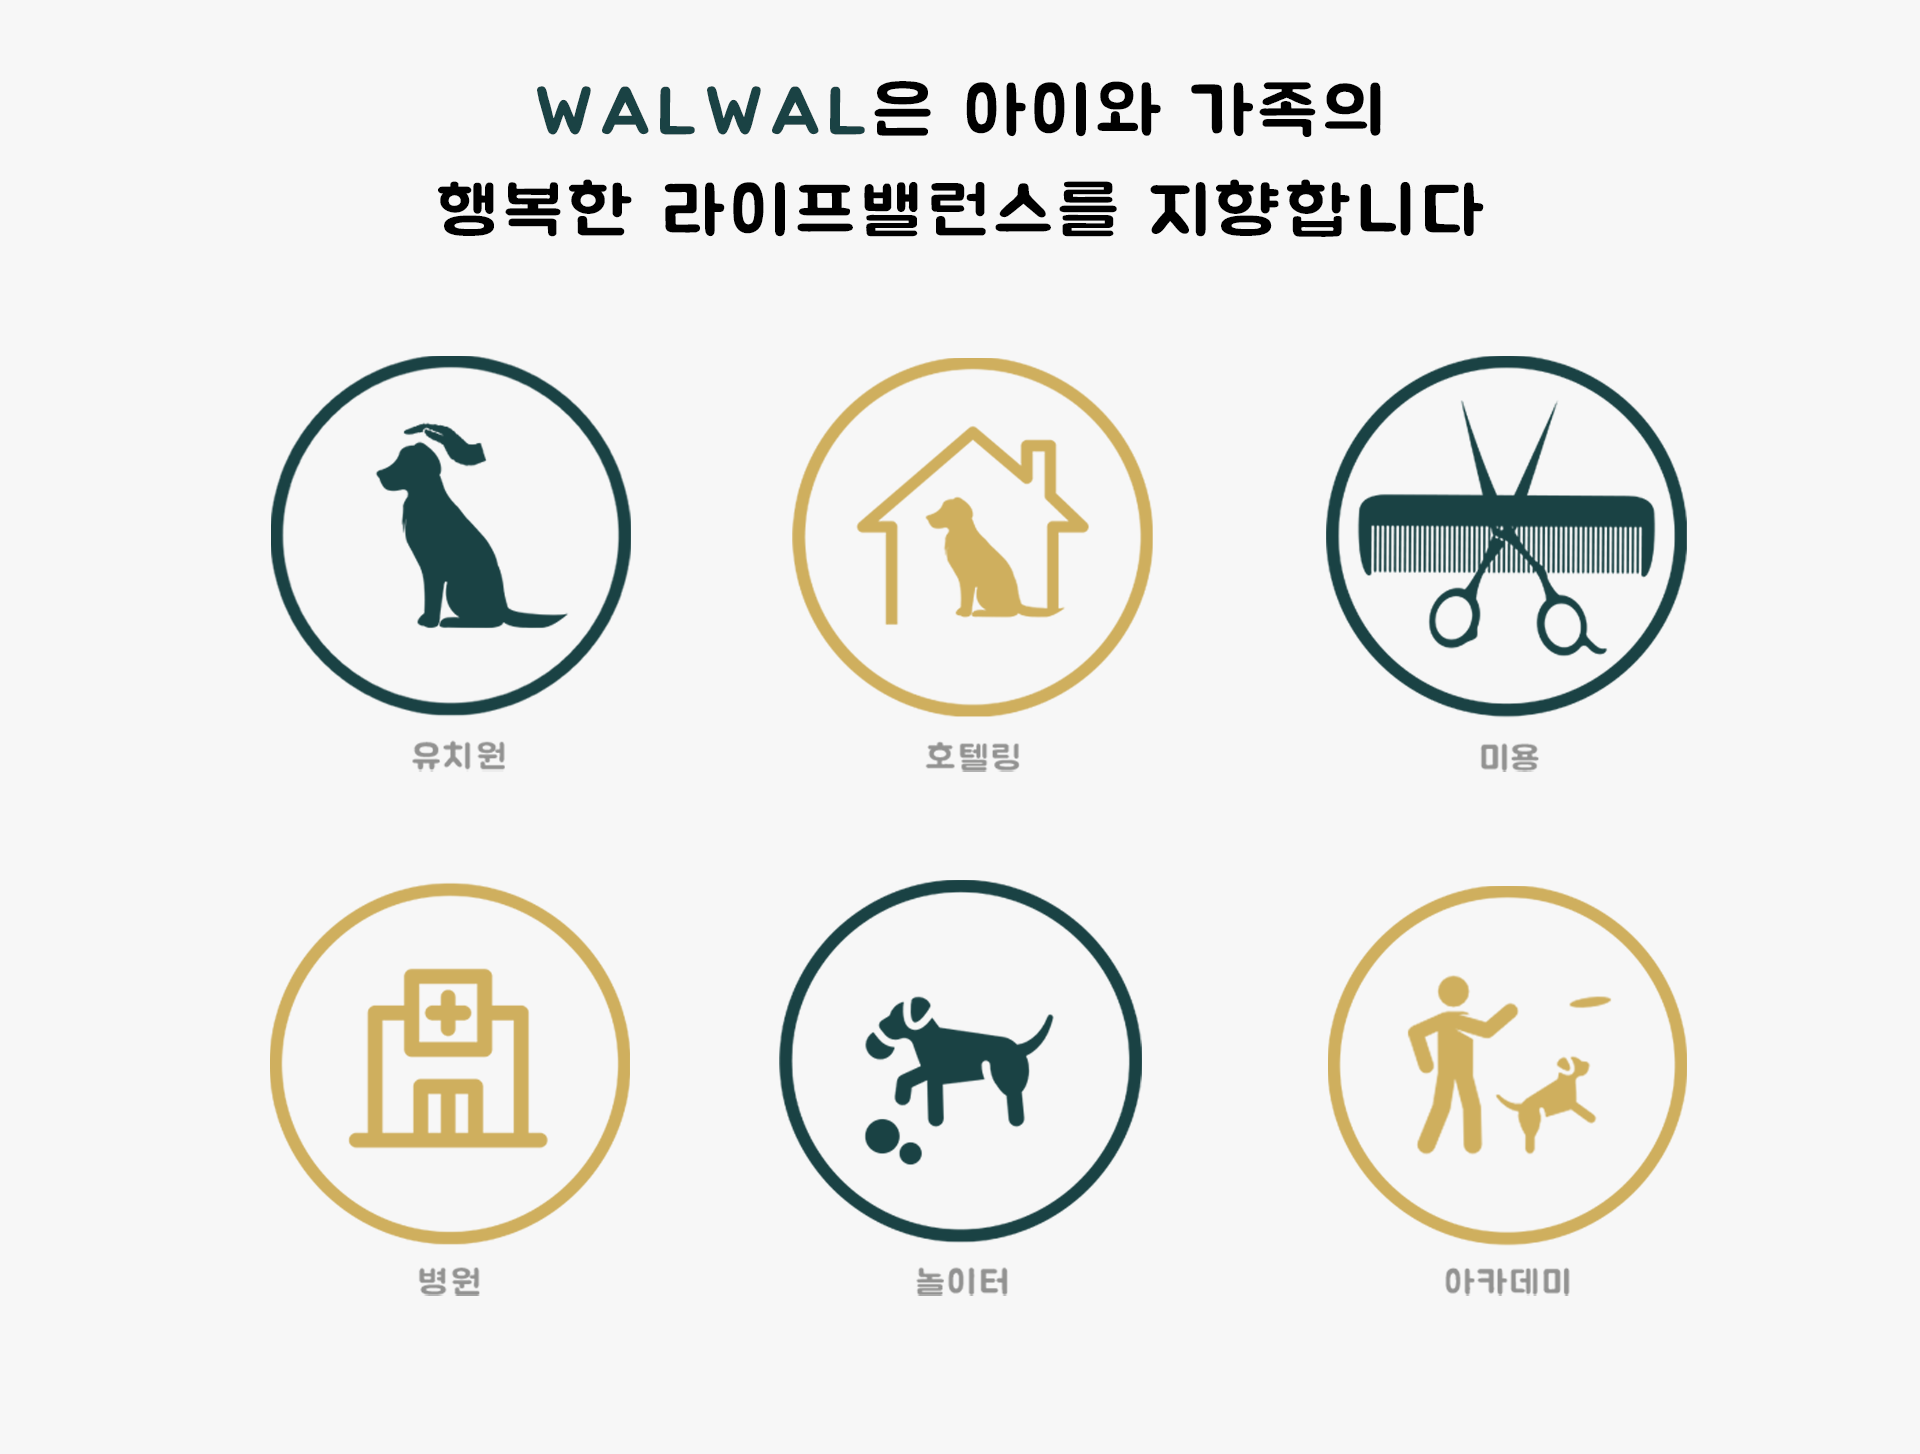 WALWAL은 아이와 가족의
행복한 라이프밸런스를 지향합니다
유치원
호텔링
미용
병원
놀이터
아카데미